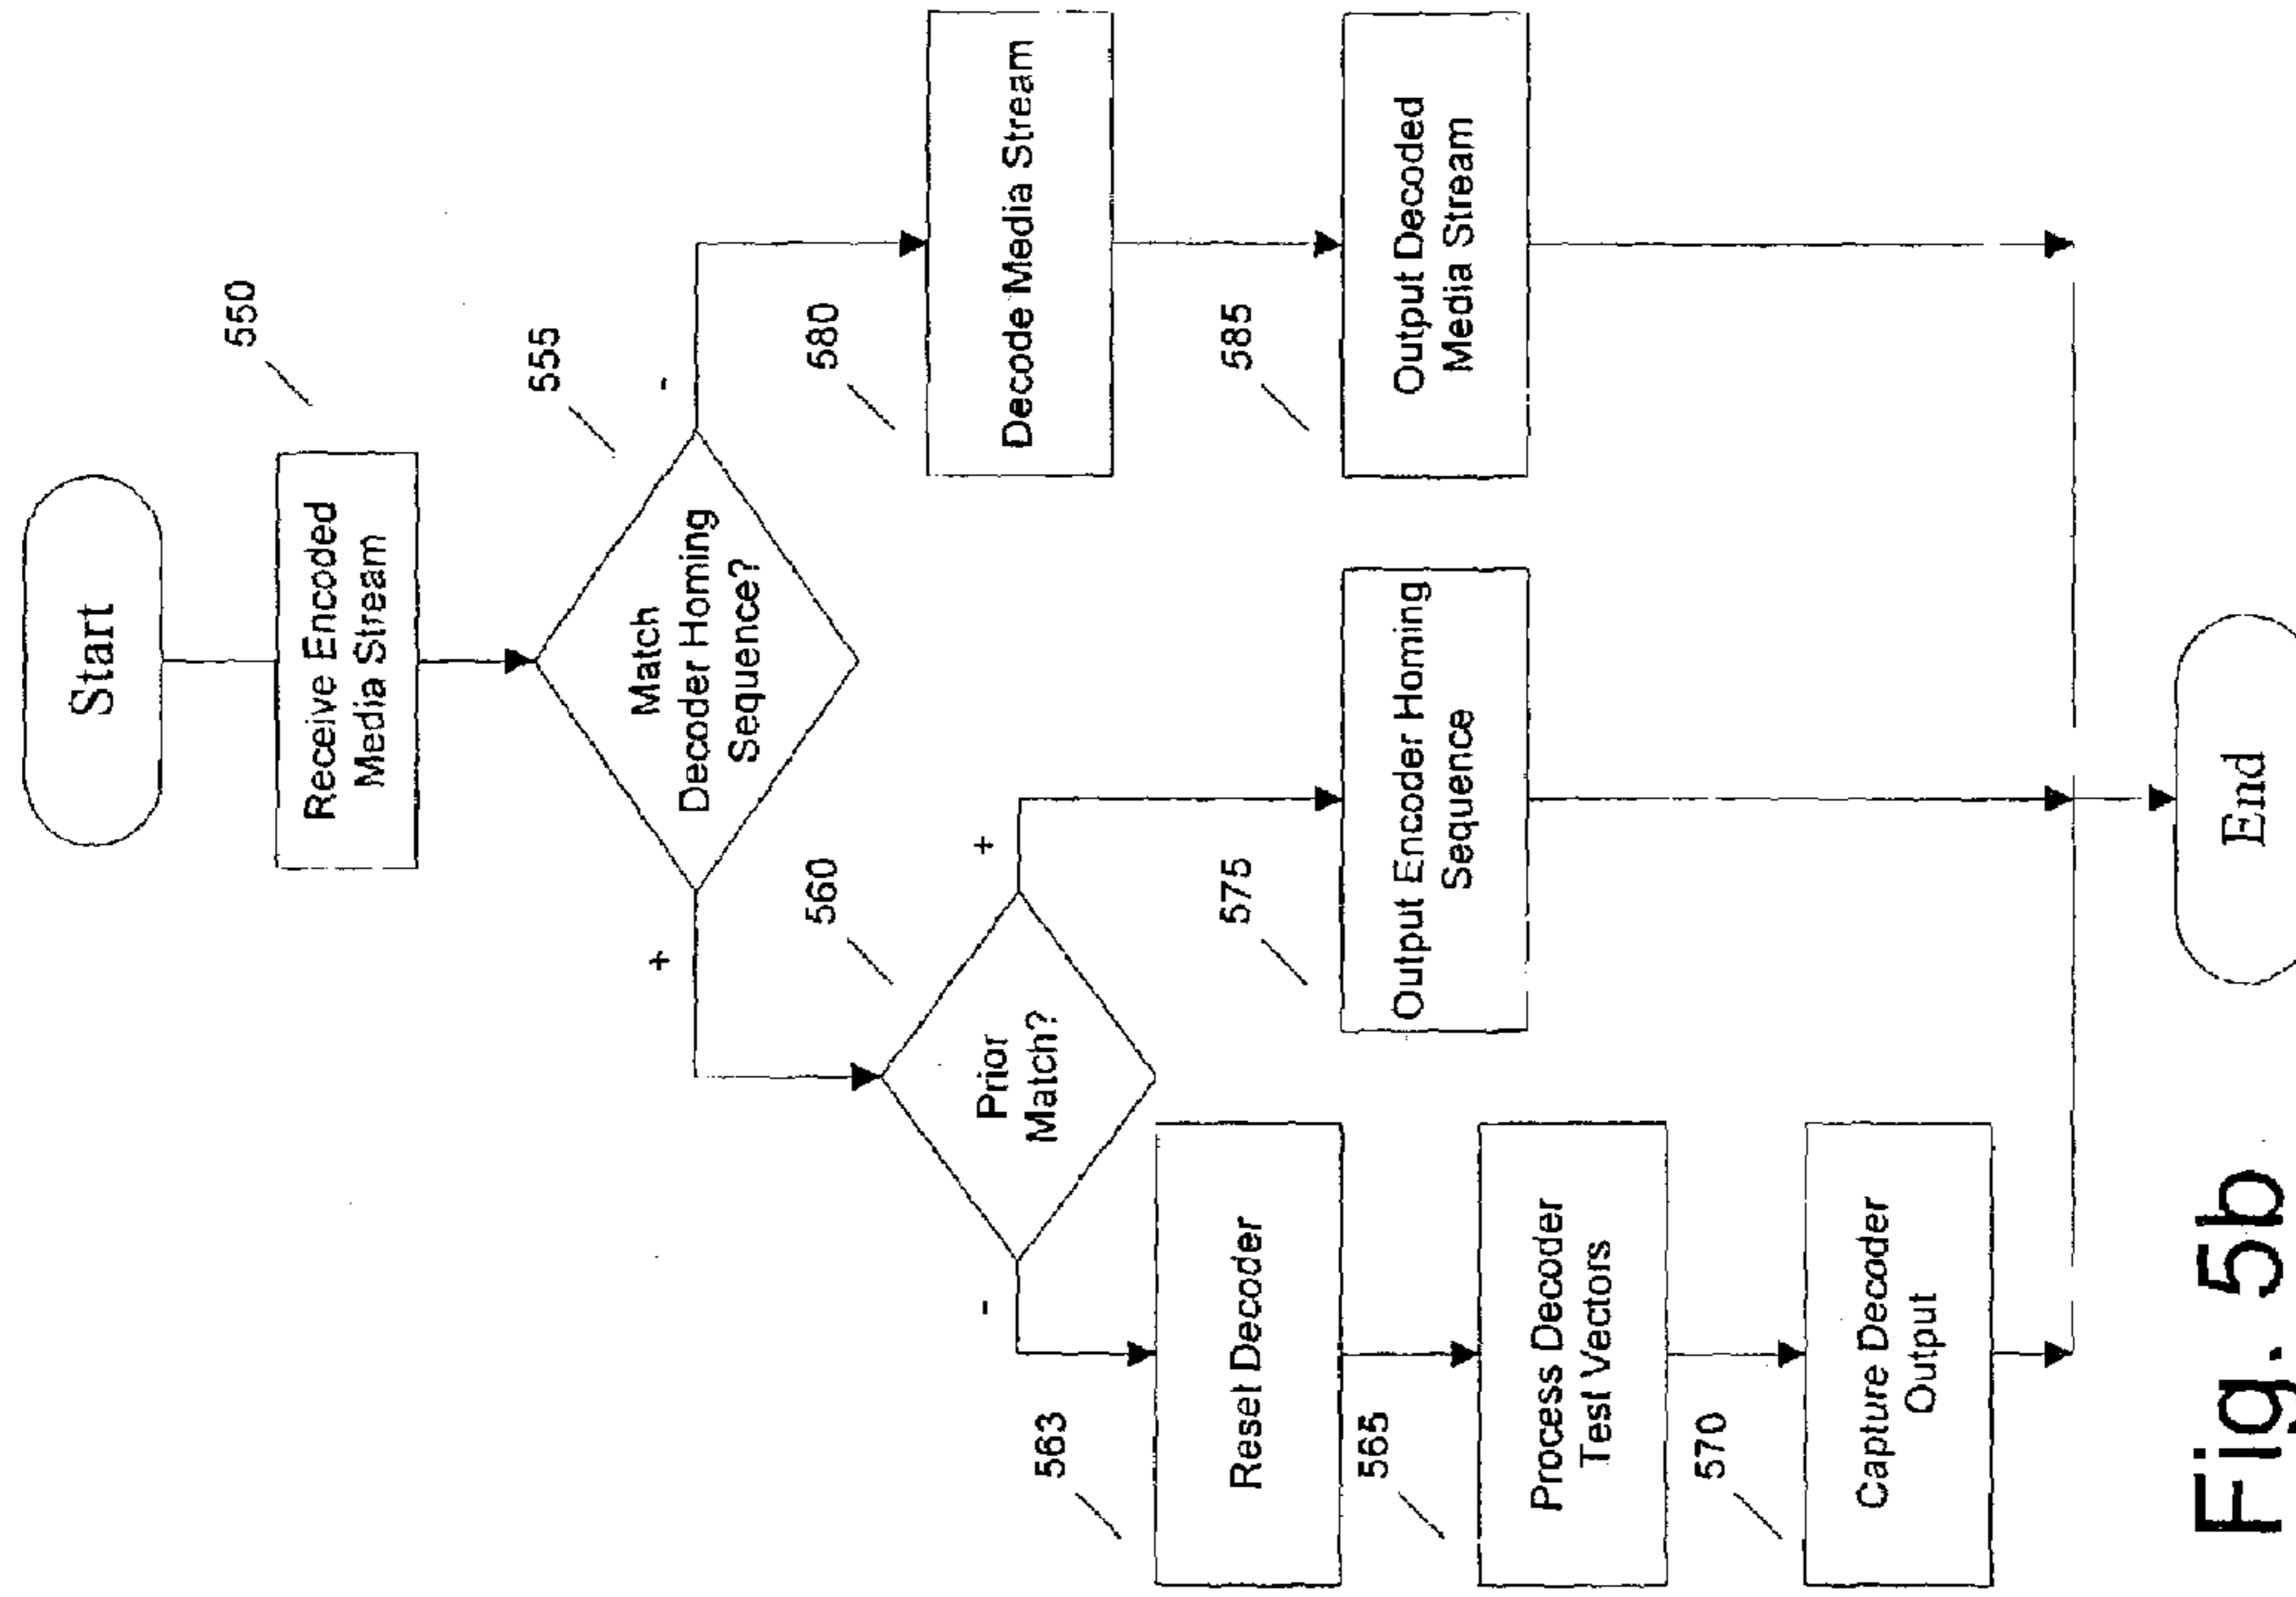 Start
550
Receive Encoded
Media Stream
555
Match
Decoder Homing
Sequence?
+
-
560
Prior
Match?
-
+
580
Decode Media Stream
563
Reset Decoder
575
Output Encoder Homing
Sequence
585
Output Decoded
Media Stream
565
Process Decoder
Test Vectors
570
Capture Decoder
Output
End
Fig. 5b